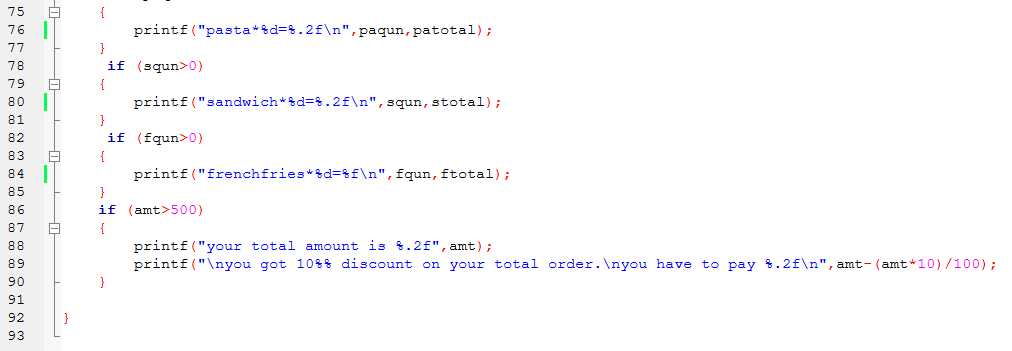 75 {
76 printf("pasta*%d=%.2f\n",paqun,patotal);
77 }
78 if (squn>0)
79 {
80 printf("sandwich*%d=%.2f\n",squn,stotal);
81 }
82 if (fqun>0)
83 {
84 printf("frenchfries*%d=%f\n",fqun,ftotal);
85 }
86 if (amt>500)
87 {
88 printf("your total amount is %.2f",amt);
89 printf("\nyou got 10%% discount on your total order.\nyou have to pay %.2f\n",amt-(amt*10)/100);
90 }
91
92 }
93